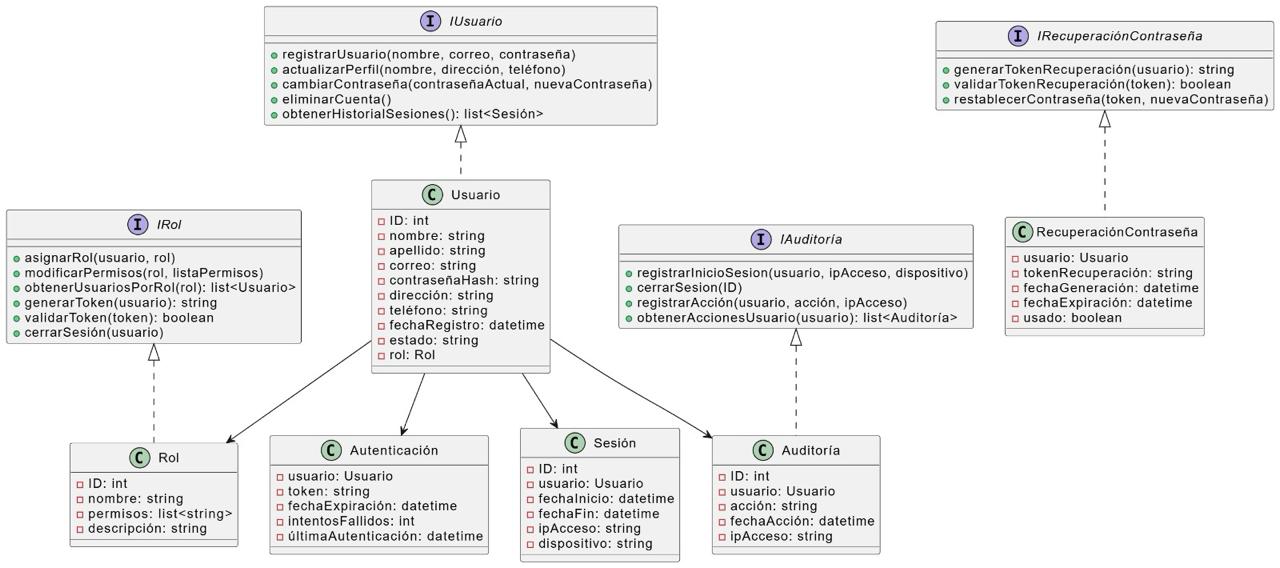 I IUsuario
registrarUsuario(nombre, correo, contraseña)
actualizarPerfil(nombre, dirección, teléfono)
cambiarContraseña(contraseñaActual, nuevaContraseña)
eliminarCuenta()
obtenerHistorialSesiones(): list<Sesión>
I IRecuperaciónContraseña
generarTokenRecuperación(usuario): string
validarTokenRecuperación(token): boolean
restablecerContraseña(token, nuevaContraseña)
C Usuario
ID: int
nombre: string
apellido: string
correo: string
contraseñaHash: string
dirección: string
teléfono: string
fechaRegistro: datetime
estado: string
rol: Rol
I IRol
asignarRol(usuario, rol)
modificarPermisos(rol, listaPermisos)
obtenerUsuariosPorRol(rol): list<Usuario>
generarToken(usuario): string
validarToken(token): boolean
cerrarSesión(usuario)
I IAuditoría
registrarInicioSesion(usuario, ipAcceso, dispositivo)
cerrarSesion(ID)
registrarAcción(usuario, acción, ipAcceso)
obtenerAccionesUsuario(usuario): list<Auditoría>
C RecuperaciónContraseña
usuario: Usuario
tokenRecuperación: string
fechaGeneración: datetime
fechaExpiración: datetime
usado: boolean
C Rol
ID: int
nombre: string
permisos: list<string>
descripción: string
C Autenticación
usuario: Usuario
token: string
fechaExpiración: datetime
intentosFallidos: int
últimaAutenticación: datetime
C Sesión
ID: int
usuario: Usuario
fechaInicio: datetime
fechaFin: datetime
ipAcceso: string
dispositivo: string
C Auditoría
ID: int
usuario: Usuario
acción: string
fechaAcción: datetime
ipAcceso: string